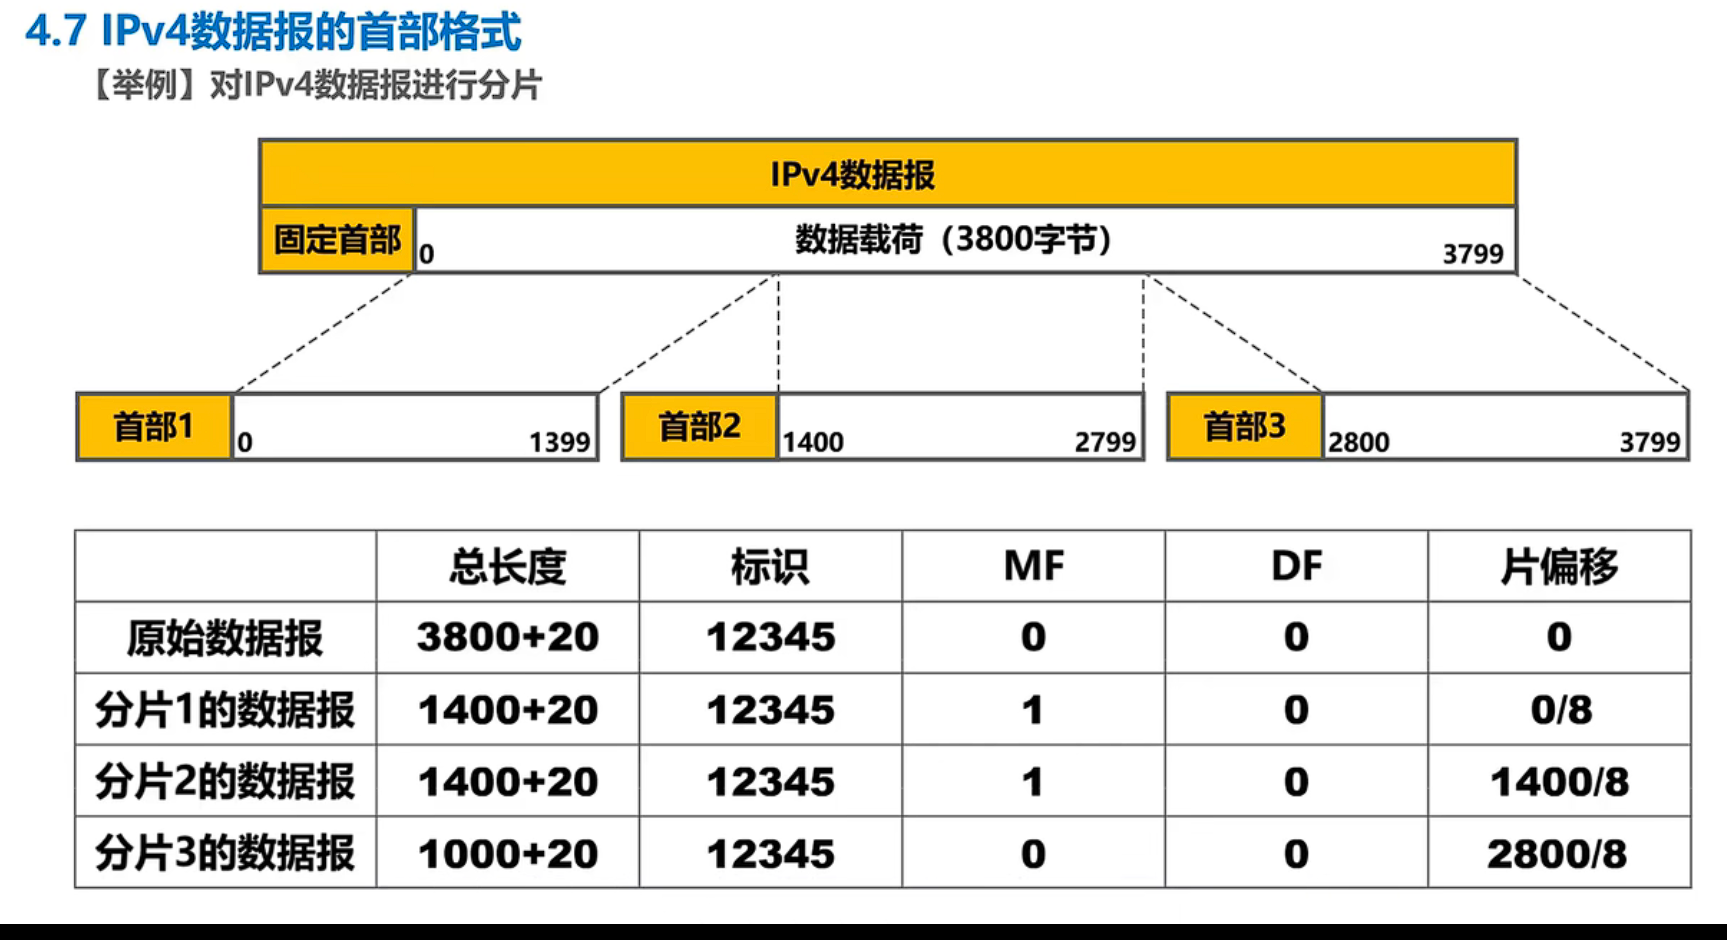 4.7 IPv4数据报的首部格式
【举例】对IPv4数据报进行分片
IPv4数据报
固定首部 0 数据载荷（3800字节） 3799
首部1 0 1399 首部2 1400 2799 首部3 2800 3799
总长度 标识 MF DF 片偏移
原始数据报 3800+20 12345 0 0 0
分片1的数据报 1400+20 12345 1 0 0/8
分片2的数据报 1400+20 12345 1 0 1400/8
分片3的数据报 1000+20 12345 0 0 2800/8